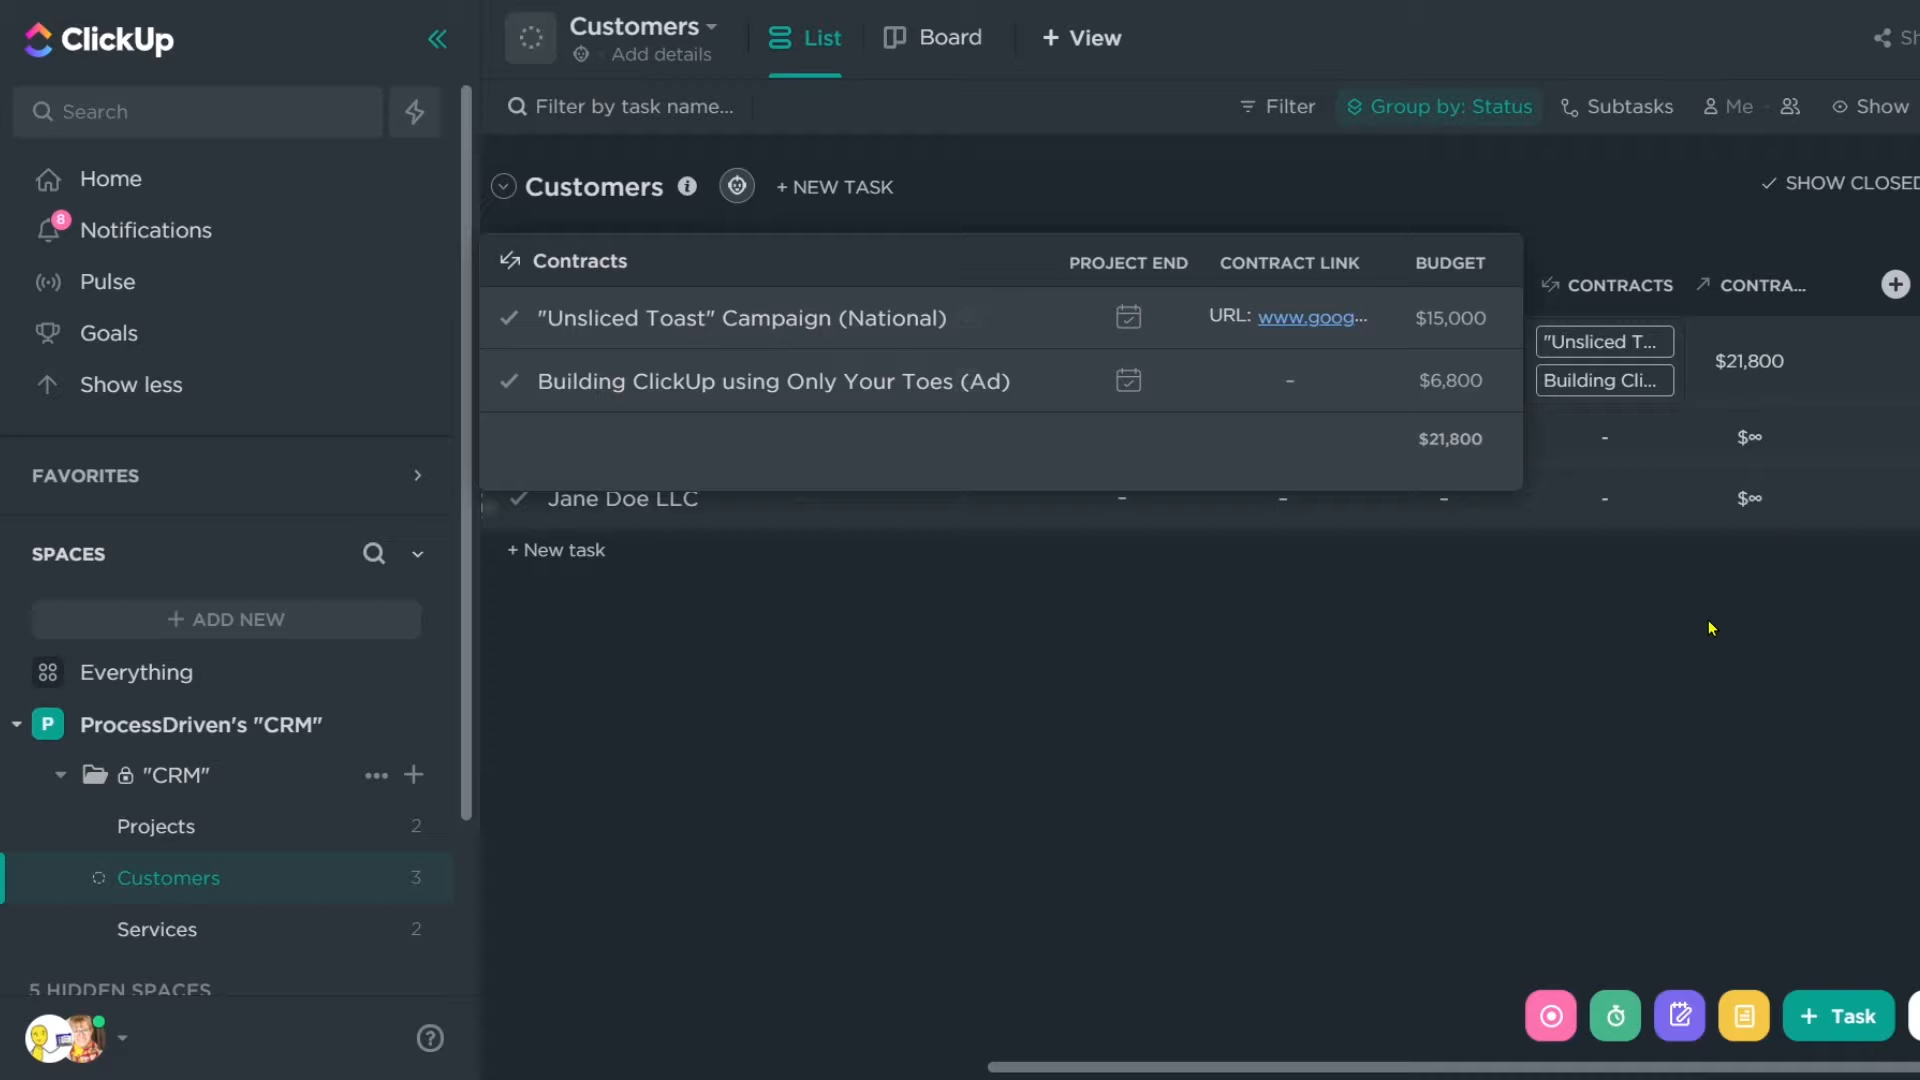 ClickUp
Search
Home
8
Notifications
Pulse
Goals
Show less
FAVORITES
SPACES
+ ADD NEW
Everything
P ProcessDriven's "CRM"
"CRM"
Projects 2
Customers 3
Services 2
5 HIDDEN SPACES
Customers
Add details
List
Board
+ View
Sh
Filter by task name...
Filter
Group by: Status
Subtasks
Me
Show
Customers
+ NEW TASK
SHOW CLOSED
Contracts PROJECT END CONTRACT LINK BUDGET
"Unsliced Toast" Campaign (National) URL: www.goog... $15,000
Building ClickUp using Only Your Toes (Ad) - $6,800
$21,800
CONTRACTS CONTRA...
"Unsliced T...
Building Cli...
$21,800
- $∞
Jane Doe LLC - - - - $∞
+ New task
+ Task